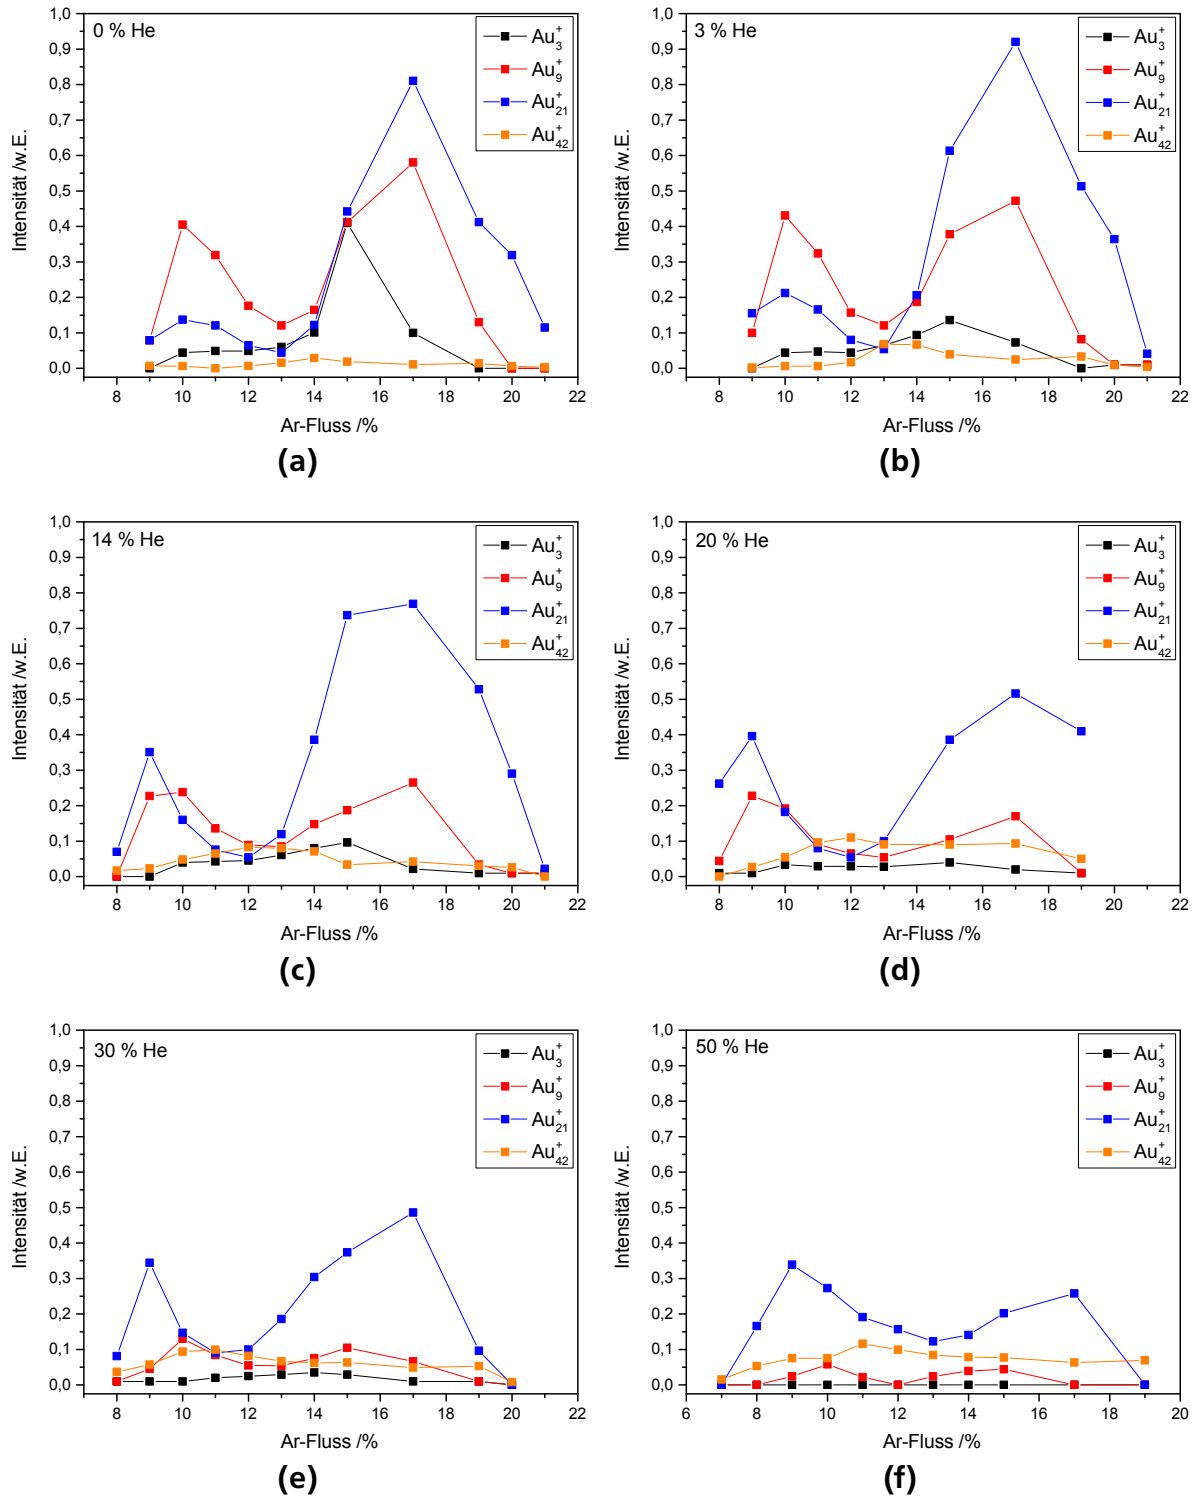 0 % He
Au3+
Au9+
Au21+
Au42+
1,0
0,9
0,8
0,7
0,6
0,5
0,4
0,3
0,2
0,1
0,0
Intensität /w.E.
8 10 12 14 16 18 20 22
Ar-Fluss /%
(a)
3 % He
Au3+
Au9+
Au21+
Au42+
1,0
0,9
0,8
0,7
0,6
0,5
0,4
0,3
0,2
0,1
0,0
Intensität /w.E.
8 10 12 14 16 18 20 22
Ar-Fluss /%
(b)
14 % He
Au3+
Au9+
Au21+
Au42+
1,0
0,9
0,8
0,7
0,6
0,5
0,4
0,3
0,2
0,1
0,0
Intensität /w.E.
8 10 12 14 16 18 20 22
Ar-Fluss /%
(c)
20 % He
Au3+
Au9+
Au21+
Au42+
1,0
0,9
0,8
0,7
0,6
0,5
0,4
0,3
0,2
0,1
0,0
Intensität /w.E.
8 10 12 14 16 18 20 22
Ar-Fluss /%
(d)
30 % He
Au3+
Au9+
Au21+
Au42+
1,0
0,9
0,8
0,7
0,6
0,5
0,4
0,3
0,2
0,1
0,0
Intensität /w.E.
8 10 12 14 16 18 20 22
Ar-Fluss /%
(e)
50 % He
Au3+
Au9+
Au21+
Au42+
1,0
0,9
0,8
0,7
0,6
0,5
0,4
0,3
0,2
0,1
0,0
Intensität /w.E.
6 8 10 12 14 16 18 20
Ar-Fluss /%
(f)